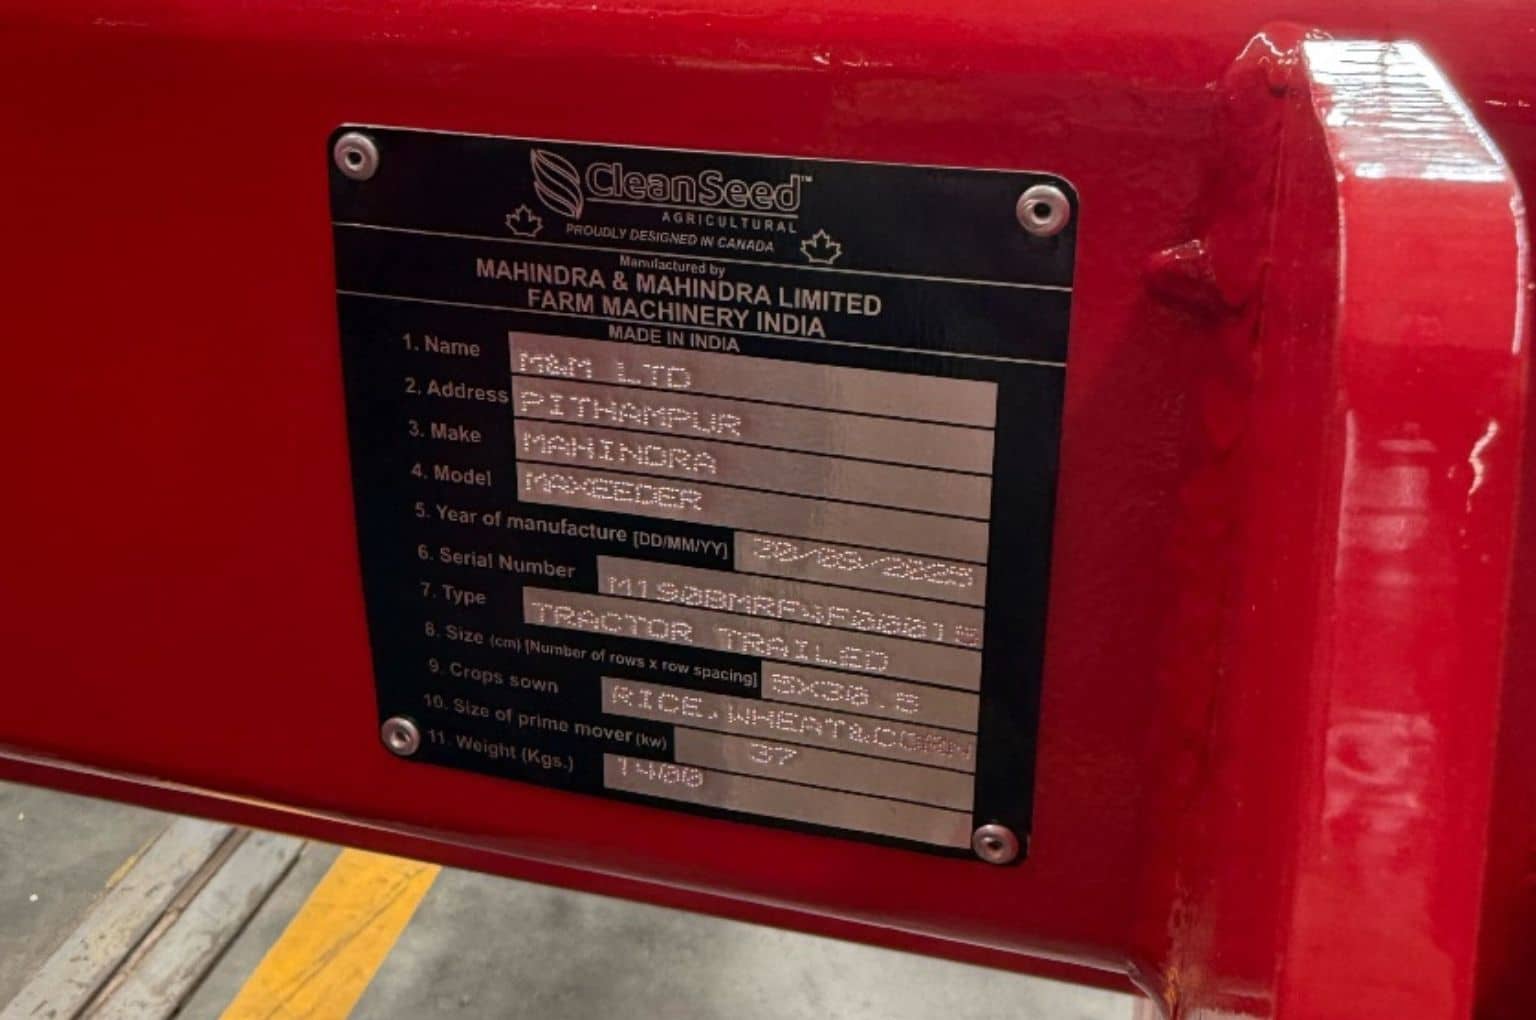 CleanSeed™
AGRICULTURAL
PROUDLY DESIGNED IN CANADA
Manufactured by
MAHINDRA & MAHINDRA LIMITED
FARM MACHINERY INDIA
MADE IN INDIA
1. Name M&M LTD
2. Address PITHAMPUR
3. Make MAHINDRA
4. Model MAXEEDER
5. Year of manufacture [DD/MM/YY]
6. Serial Number
7. Type TRACTOR TRAILED
8. Size (cm) [Number of rows x row spacing] 5X30.5
9. Crops sown RICE,WHEAT&
10. Size of prime mover (kw) 37
11. Weight (Kgs.) 1400